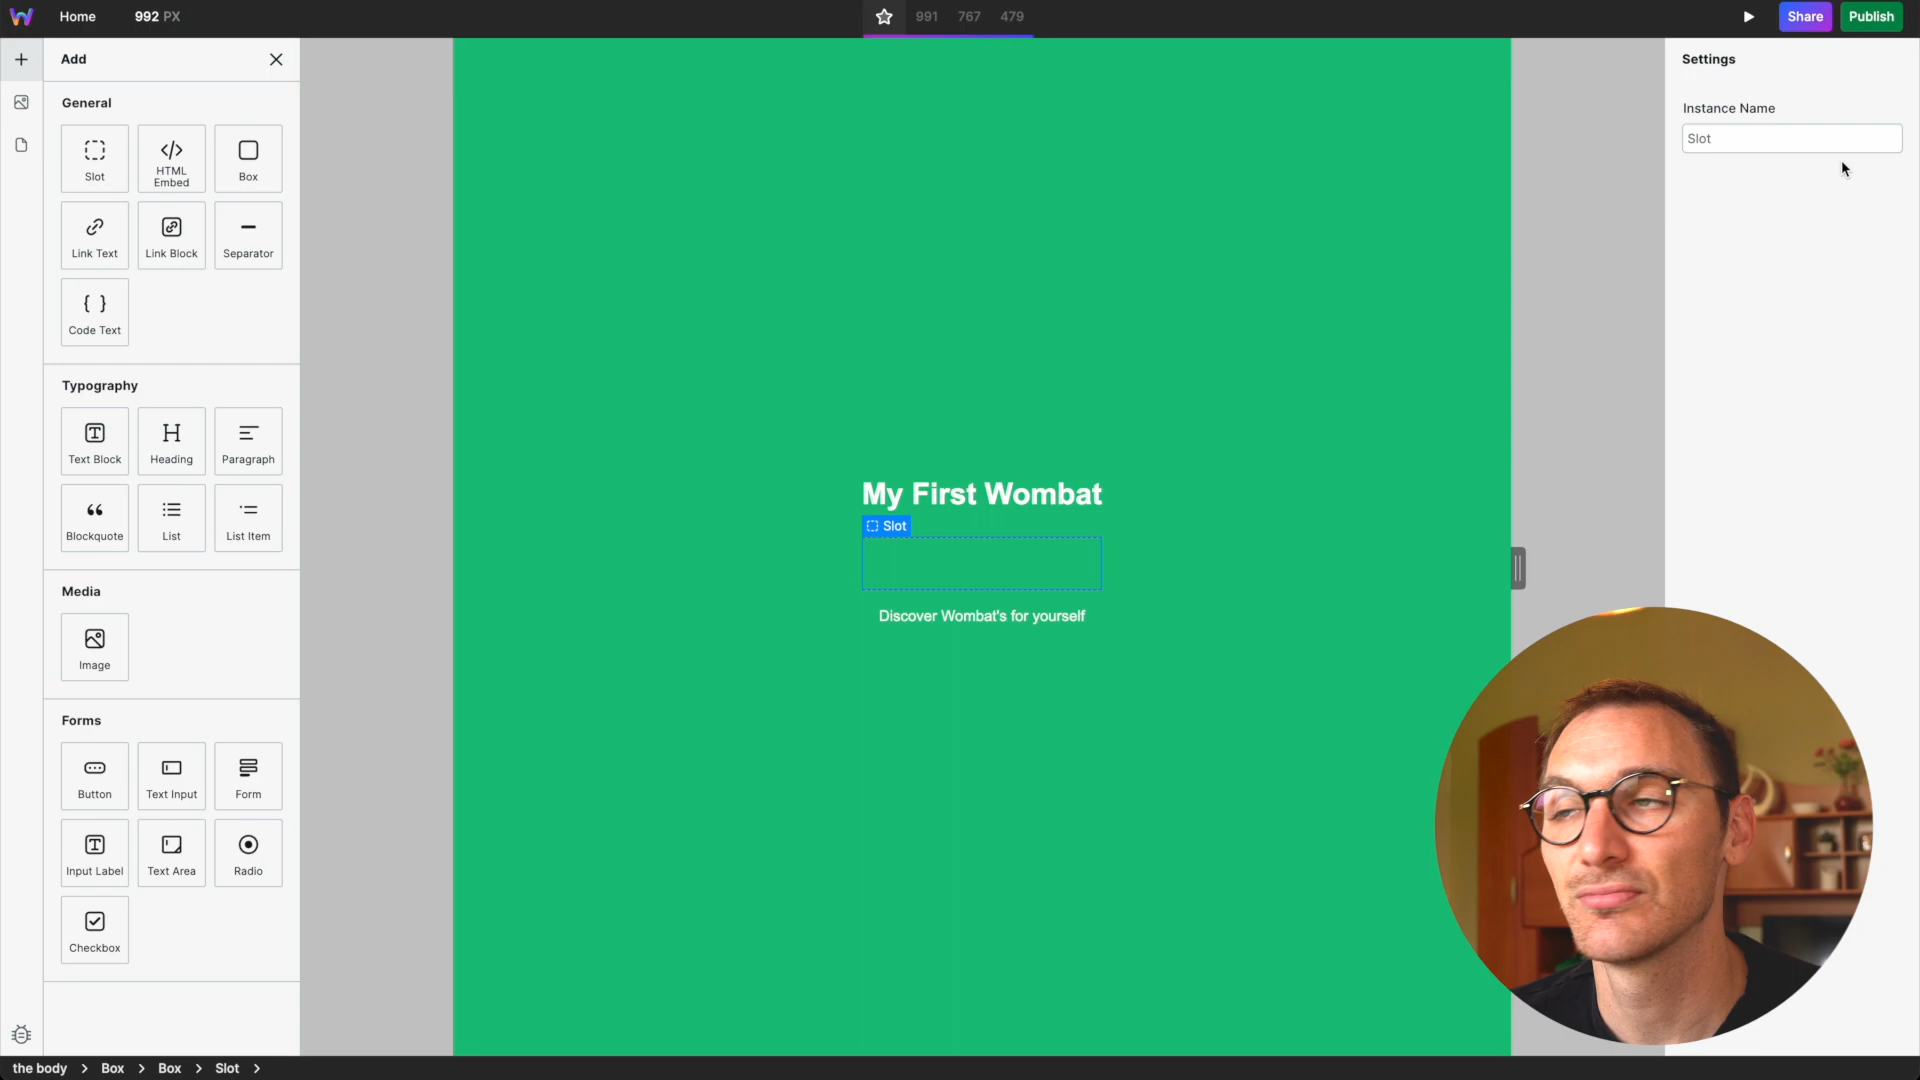 Home
992 PX
991
767
479
Share
Publish
Add
General
Slot
HTML
Embed
Box
Link Text
Link Block
Separator
Code Text
Typography
Text Block
Heading
Paragraph
Blockquote
List
List Item
Media
Image
Forms
Button
Text Input
Form
Input Label
Text Area
Radio
Checkbox
My First Wombat
Slot
Discover Wombat's for yourself
Settings
Instance Name
Slot
the body > Box > Box > Slot >